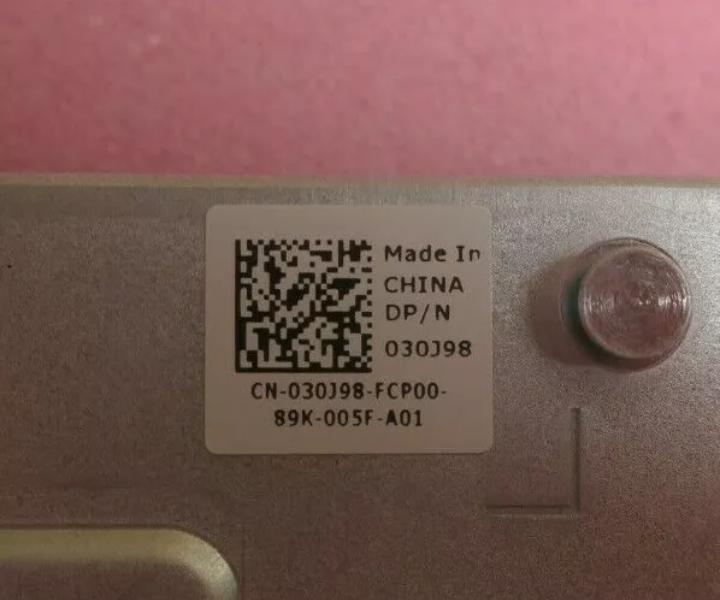 Made In
CHINA
DP/N
030J98
CN-030J98-FCP00-
89K-005F-A01